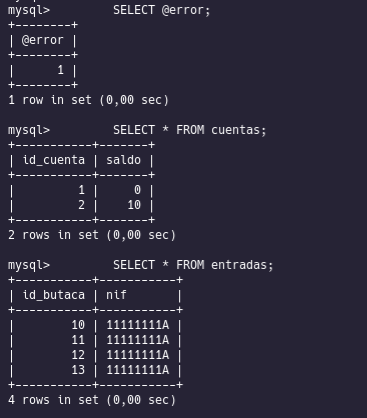 mysql>         SELECT @error;
+--------+
| @error |
+--------+
|      1 |
+--------+
1 row in set (0,00 sec)

mysql>         SELECT * FROM cuentas;
+-----------+-------+
| id_cuenta | saldo |
+-----------+-------+
|         1 |     0 |
|         2 |    10 |
+-----------+-------+
2 rows in set (0,00 sec)

mysql>         SELECT * FROM entradas;
+-----------+-----------+
| id_butaca | nif       |
+-----------+-----------+
|        10 | 11111111A |
|        11 | 11111111A |
|        12 | 11111111A |
|        13 | 11111111A |
+-----------+-----------+
4 rows in set (0,00 sec)